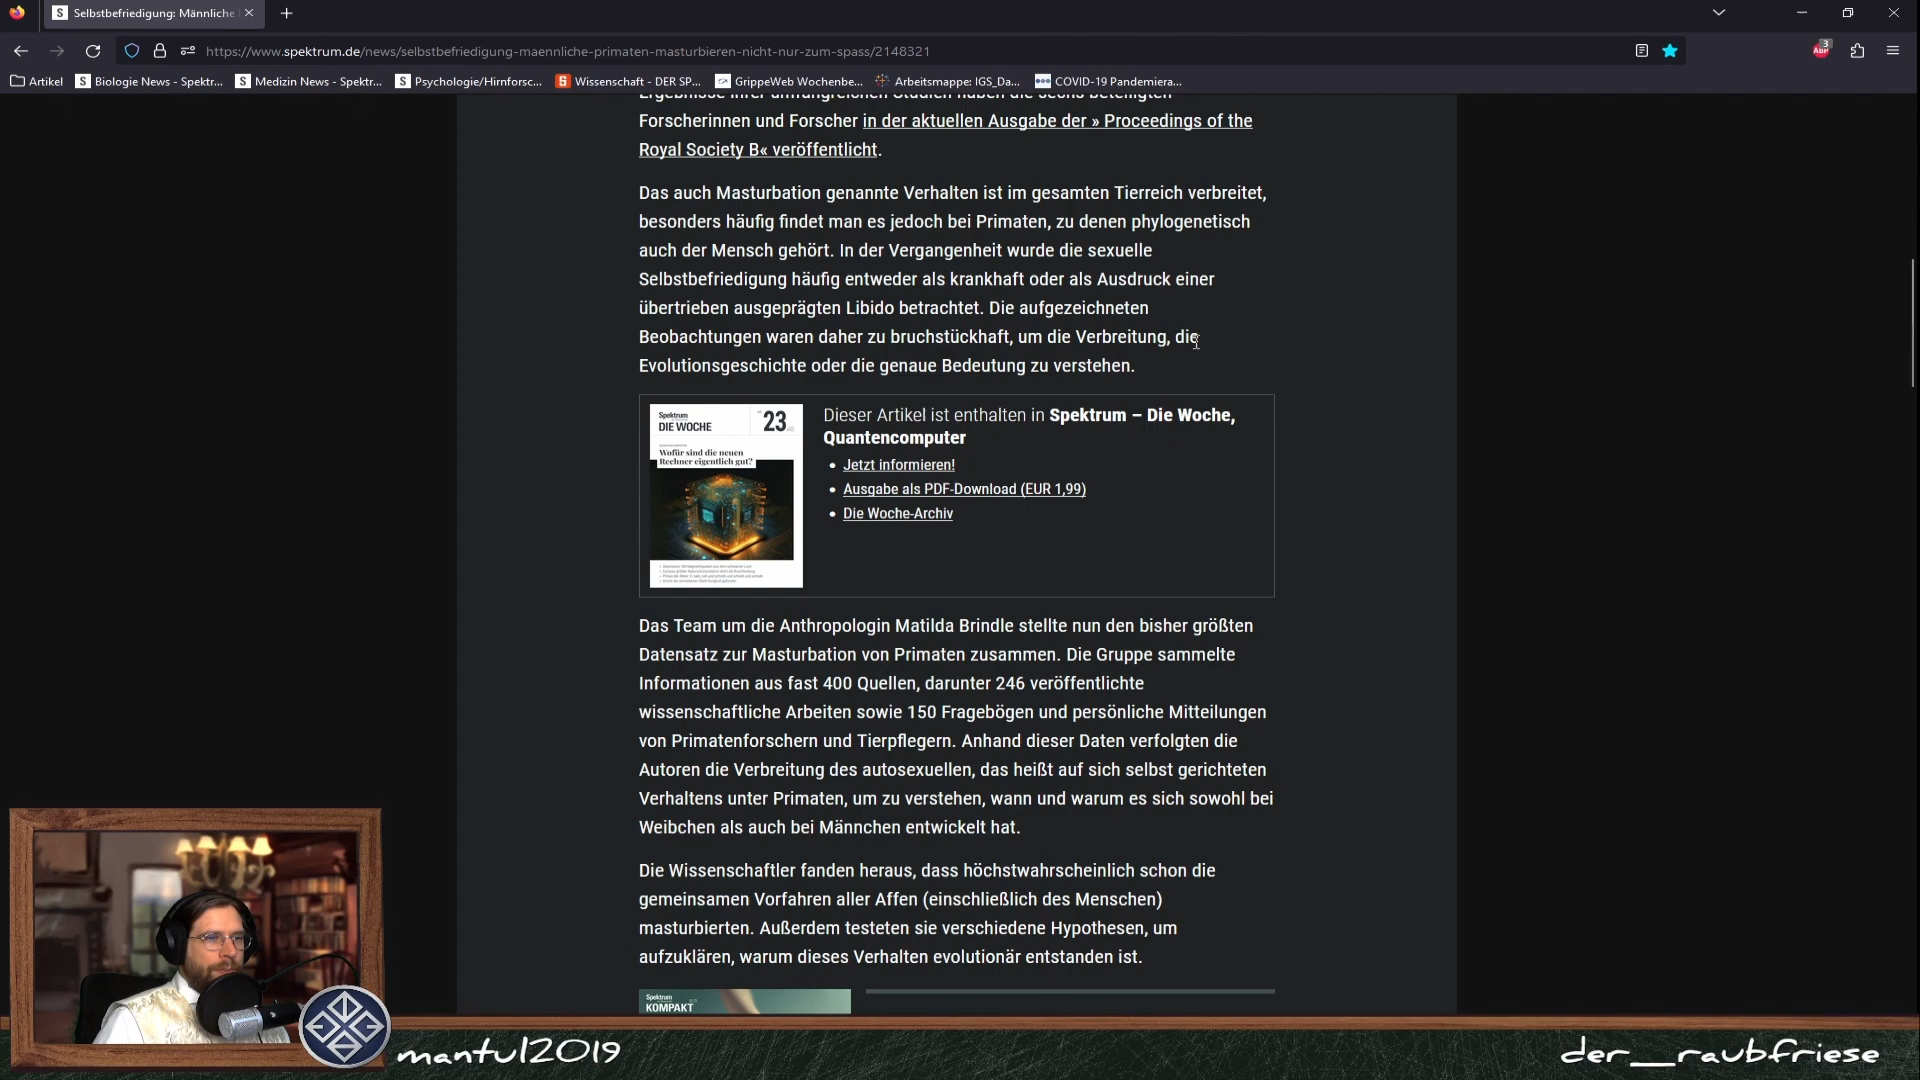 Selbstbefriedigung: Männliche
https://www.spektrum.de/news/selbstbefriedigung-maennliche-primaten-masturbieren-nicht-nur-zum-spass/2148321
3
ABP
Artikel
Biologie News - Spektr...
Medizin News - Spektr...
Psychologie/Hirnforsc...
Wissenschaft - DER SP...
GrippeWeb Wochenbe...
Arbeitsmappe: IGS_Da...
COVID-19 Pandemiera...
Ergebnisse ihrer umfangreichen Studien haben die sechs beteiligten
Forscherinnen und Forscher in der aktuellen Ausgabe der » Proceedings of the
Royal Society B« veröffentlicht.
Das auch Masturbation genannte Verhalten ist im gesamten Tierreich verbreitet,
besonders häufig findet man es jedoch bei Primaten, zu denen phylogenetisch
auch der Mensch gehört. In der Vergangenheit wurde die sexuelle
Selbstbefriedigung häufig entweder als krankhaft oder als Ausdruck einer
übertrieben ausgeprägten Libido betrachtet. Die aufgezeichneten
Beobachtungen waren daher zu bruchstückhaft, um die Verbreitung, die
Evolutionsgeschichte oder die genaue Bedeutung zu verstehen.
Spektrum
DIE WOCHE
23
Wofür sind die neuen
Rechner eigentlich gut?
Dieser Artikel ist enthalten in Spektrum – Die Woche,
Quantencomputer
• Jetzt informieren!
• Ausgabe als PDF-Download (EUR 1,99)
• Die Woche-Archiv
Das Team um die Anthropologin Matilda Brindle stellte nun den bisher größten
Datensatz zur Masturbation von Primaten zusammen. Die Gruppe sammelte
Informationen aus fast 400 Quellen, darunter 246 veröffentlichte
wissenschaftliche Arbeiten sowie 150 Fragebögen und persönliche Mitteilungen
von Primatenforschern und Tierpflegern. Anhand dieser Daten verfolgten die
Autoren die Verbreitung des autosexuellen, das heißt auf sich selbst gerichteten
Verhaltens unter Primaten, um zu verstehen, wann und warum es sich sowohl bei
Weibchen als auch bei Männchen entwickelt hat.
Die Wissenschaftler fanden heraus, dass höchstwahrscheinlich schon die
gemeinsamen Vorfahren aller Affen (einschließlich des Menschen)
masturbierten. Außerdem testeten sie verschiedene Hypothesen, um
aufzuklären, warum dieses Verhalten evolutionär entstanden ist.
Spektrum
KOMPAKT
mantul2019
der__raubfriese